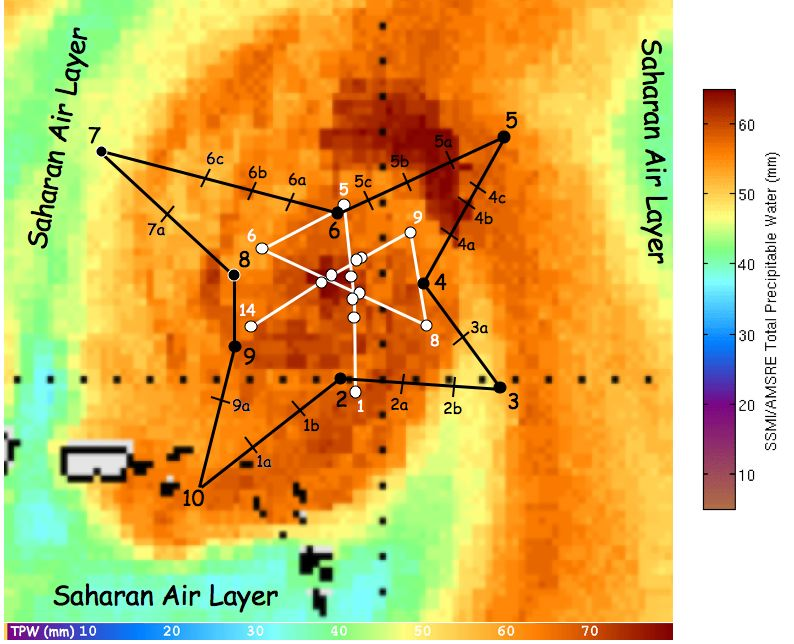 Saharan Air Layer
Saharan Air Layer
5
7
6c
6b
6a
5c
5b
5a
5
4c
4b
4a
6
6
9
8
4
14
8
3a
9
9a
2
1
2a
2b
3
1b
1a
10
7a
Saharan Air Layer
TPW (mm) 10 20 30 40 50 60 70
60
50
40
30
20
10
SSMI/AMSRE Total Precipitable Water (mm)